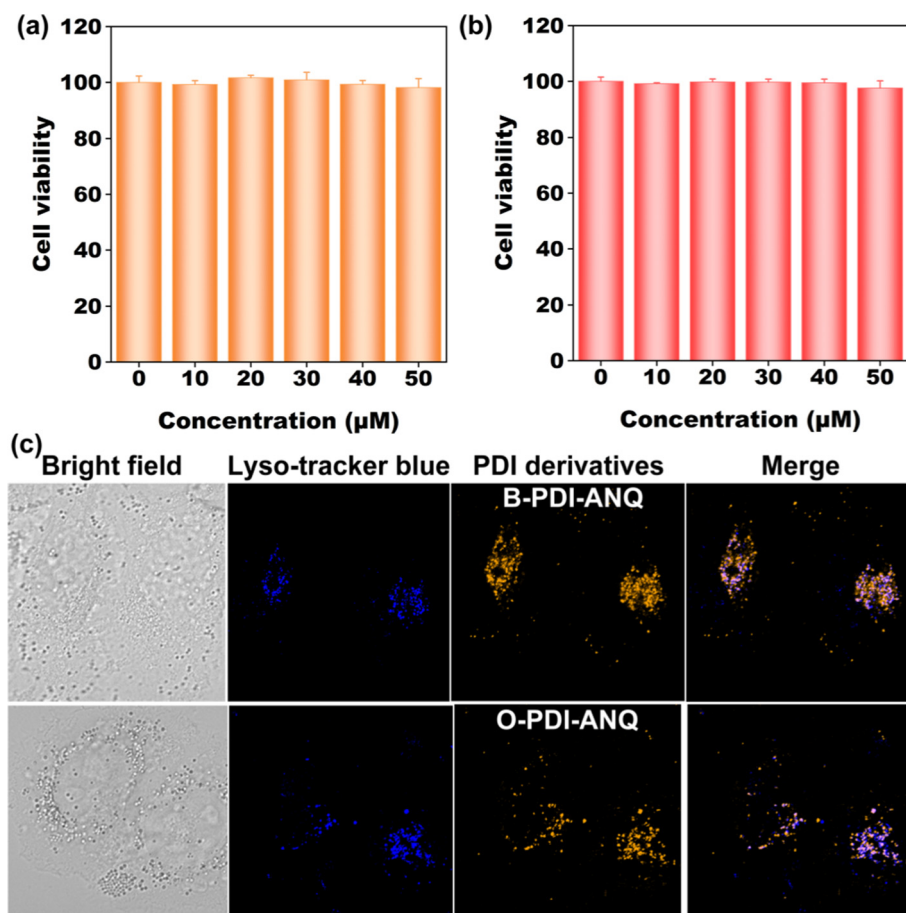 (a)
120
100
80
60
40
20
0
Cell viability
0 10 20 30 40 50
Concentration (µM)
(b)
120
100
80
60
40
20
0
Cell viability
0 10 20 30 40 50
Concentration (µM)
(c)
Bright field Lyso-tracker blue PDI derivatives Merge
B-PDI-ANQ
O-PDI-ANQ